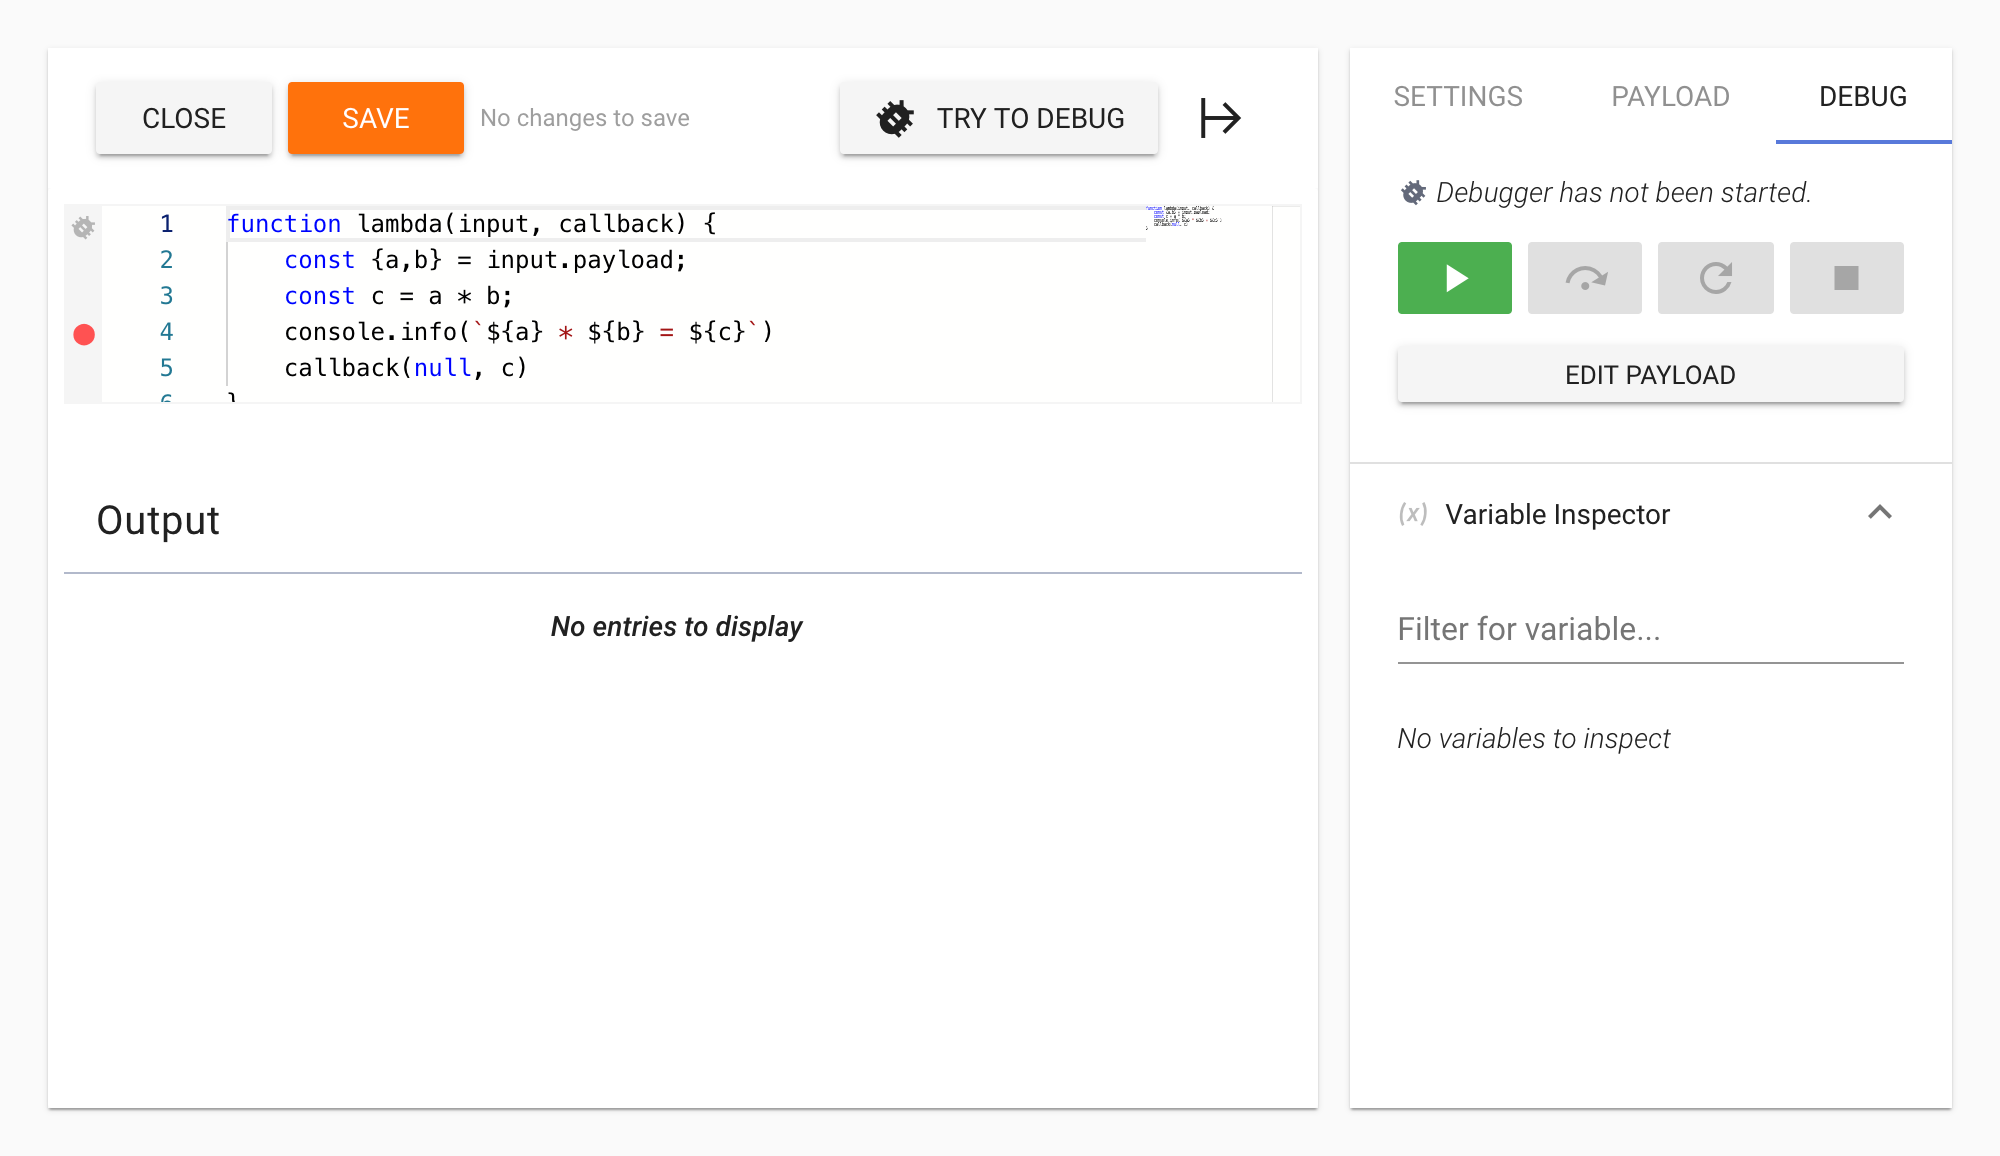 CLOSE SAVE No changes to save TRY TO DEBUG
1 function lambda(input, callback) {
2 const {a,b} = input.payload;
3 const c = a * b;
4 console.info(`${a} * ${b} = ${c}`)
5 callback(null, c)
6 }
Output
No entries to display
SETTINGS PAYLOAD DEBUG
Debugger has not been started.
EDIT PAYLOAD
(x) Variable Inspector
Filter for variable...
No variables to inspect